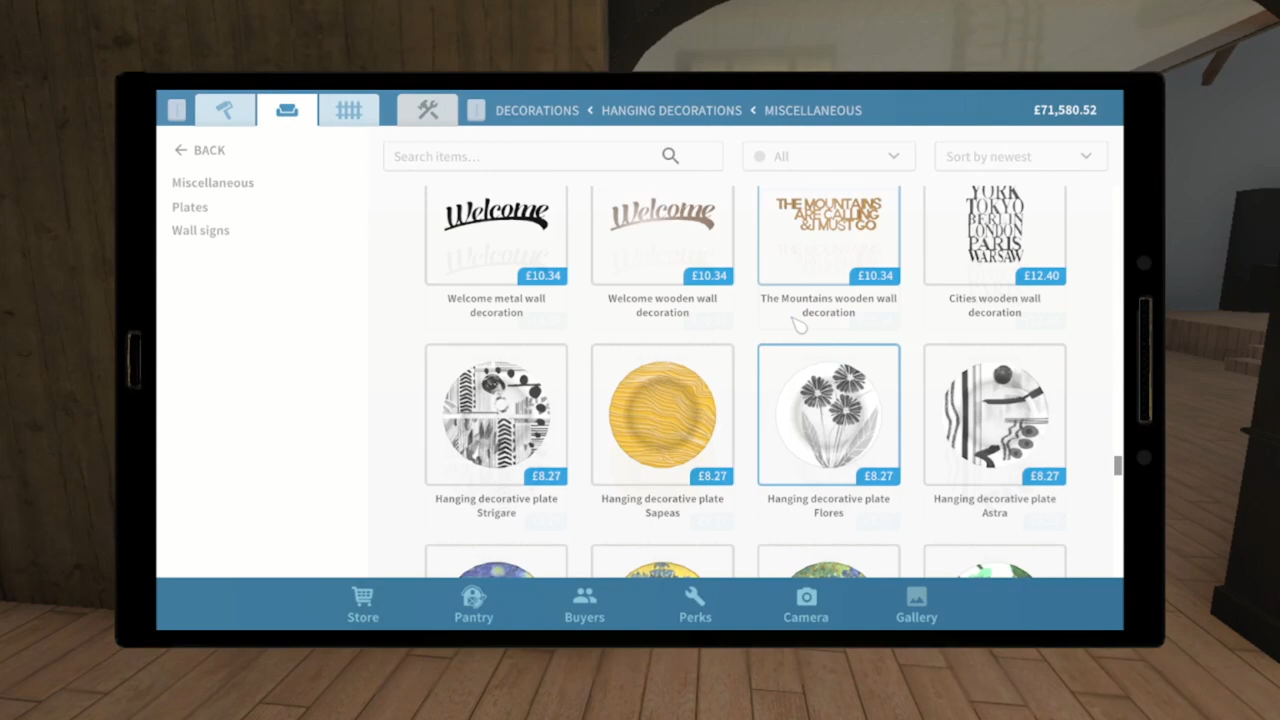 DECORATIONS < HANGING DECORATIONS < MISCELLANEOUS
£71,580.52
BACK
Search items...
All
Sort by newest
Miscellaneous
Plates
Wall signs
Welcome
£10.34
Welcome
£10.34
THE MOUNTAINS
ARE CALLING
& I MUST GO
£10.34
YORK
TOKYO
BERLIN
LONDON
PARIS
WARSAW
£12.40
Welcome metal wall
decoration
Welcome wooden wall
decoration
The Mountains wooden wall
decoration
Cities wooden wall
decoration
£8.27
£8.27
£8.27
£8.27
Hanging decorative plate
Strigare
Hanging decorative plate
Sapeas
Hanging decorative plate
Flores
Hanging decorative plate
Astra
Store
Pantry
Buyers
Perks
Camera
Gallery